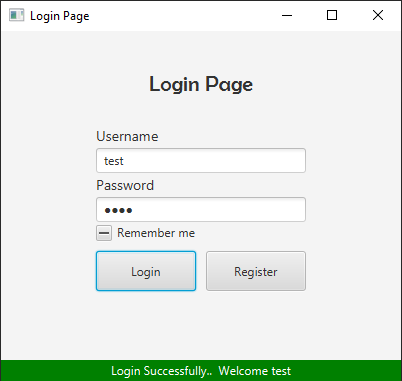 Login Page
Login Page
Username
test
Password
••••
Remember me
Login Register
Login Successfully.. Welcome test